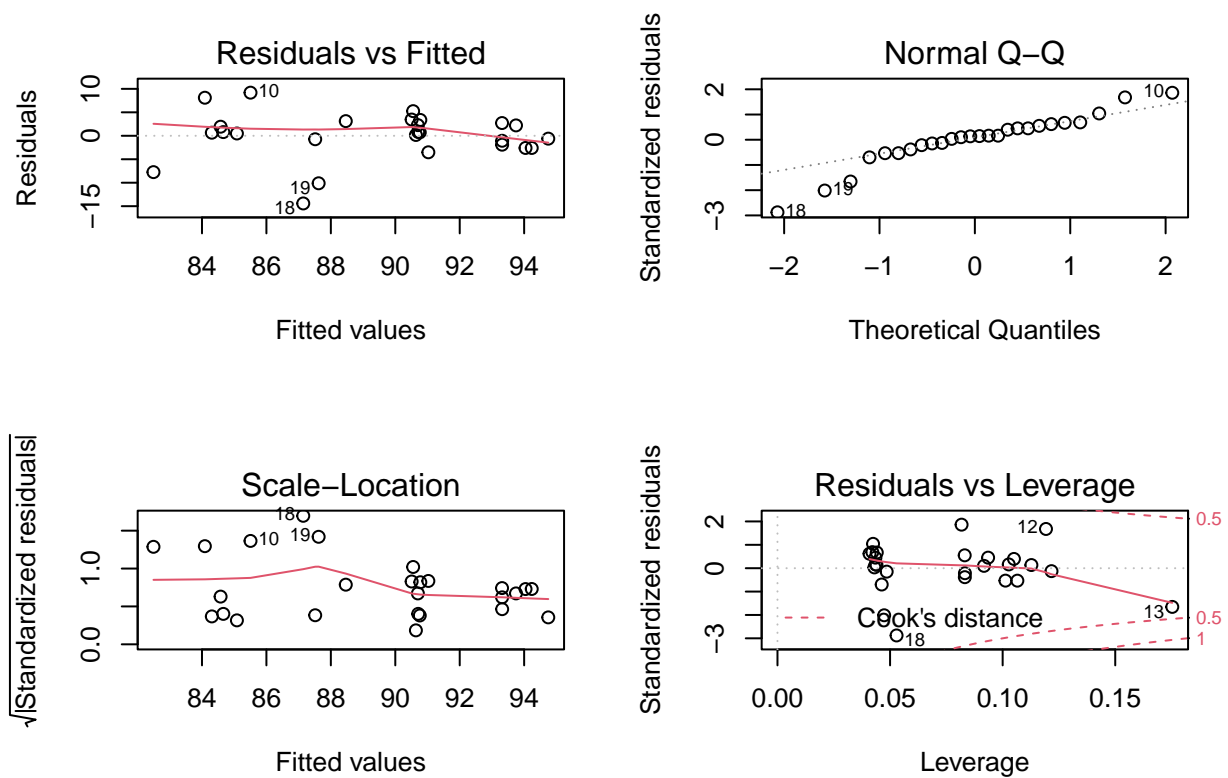 Residuals vs Fitted
Residuals
10
0
−15
10
19
18
84 86 88 90 92 94
Fitted values
Normal Q−Q
Standardized residuals
2
0
−3
10
19
18
−2 −1 0 1 2
Theoretical Quantiles
Scale−Location
√|Standardized residuals|
1.0
0.0
18
10
19
84 86 88 90 92 94
Fitted values
Residuals vs Leverage
Standardized residuals
2
0
−3
12
13
18
Cook's distance
0.5
0.5
1
0.00 0.05 0.10 0.15
Leverage